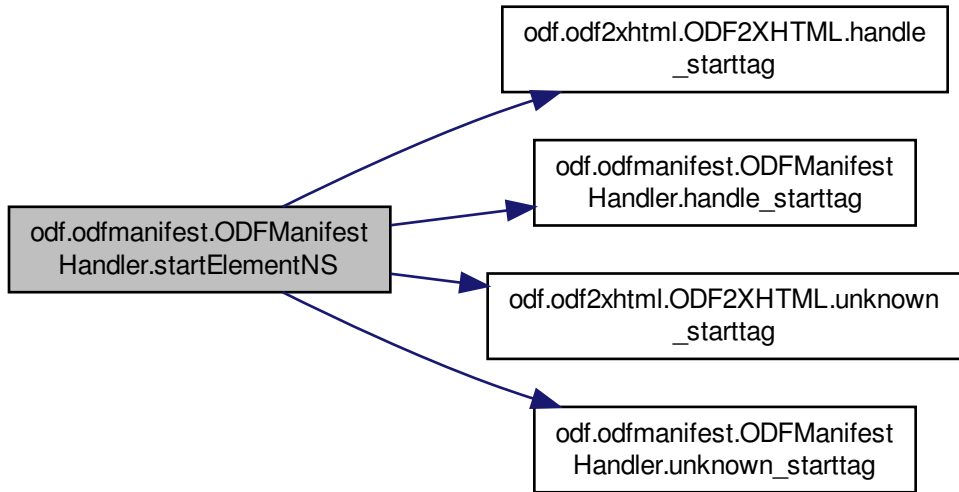 odf.odf2xhtml.ODF2XHTML.handle
_starttag
odf.odfmanifest.ODFManifest
Handler.handle_starttag
odf.odfmanifest.ODFManifest
Handler.startElementNS
odf.odf2xhtml.ODF2XHTML.unknown
_starttag
odf.odfmanifest.ODFManifest
Handler.unknown_starttag